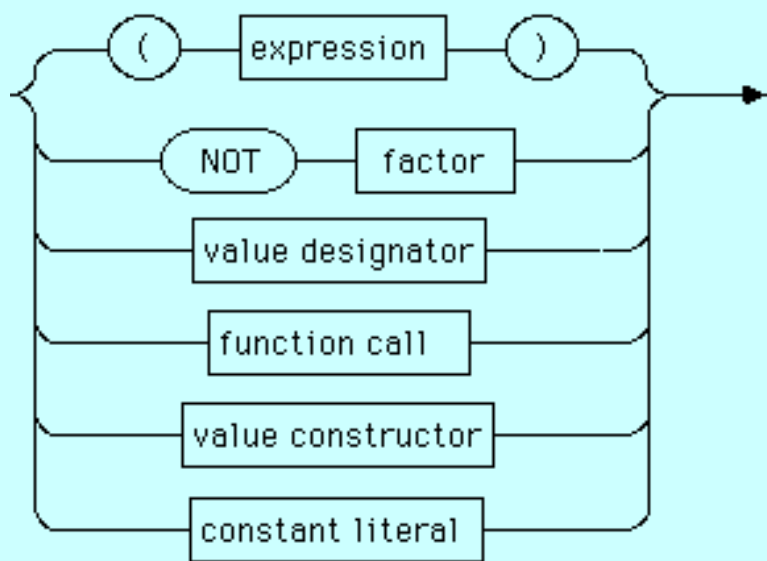 ( expression )
NOT factor
value designator
function call
value constructor
constant literal